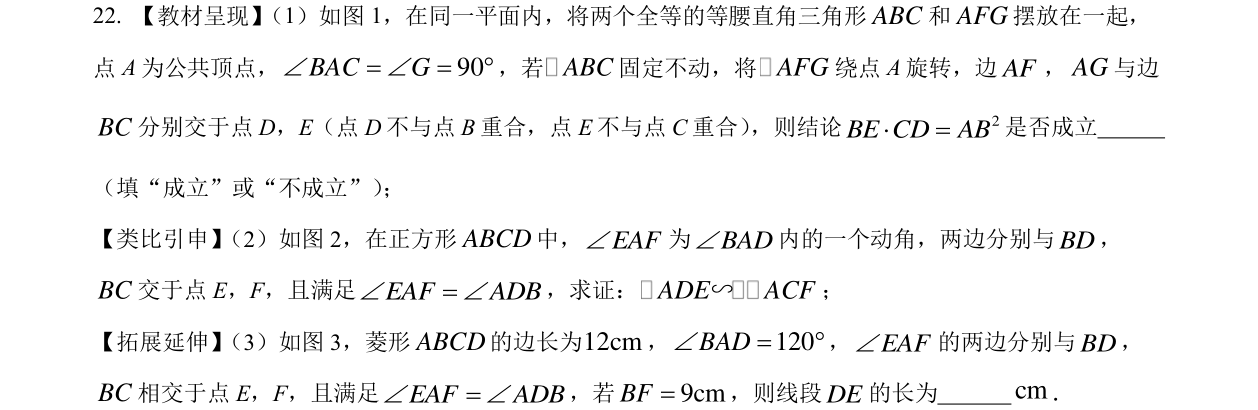 22. 【教材呈现】(1)如图 1,在同一平面内,将两个全等的等腰直角三角形 ABC 和 AFG 摆放在一起,
点 A 为公共顶点,∠BAC = ∠G = 90°,若□ABC 固定不动,将□AFG 绕点 A 旋转,边 AF , AG 与边
BC 分别交于点 D,E(点 D 不与点 B 重合,点 E 不与点 C 重合),则结论 BE·CD = AB² 是否成立______
(填“成立”或“不成立”);
【类比引申】(2)如图 2,在正方形 ABCD 中,∠EAF 为∠BAD 内的一个动角,两边分别与 BD ,
BC 交于点 E,F,且满足∠EAF = ∠ADB ,求证:□ADE∽□□ACF ;
【拓展延伸】(3)如图 3,菱形 ABCD 的边长为12cm , ∠BAD = 120° , ∠EAF 的两边分别与 BD ,
BC 相交于点 E,F,且满足∠EAF = ∠ADB ,若 BF = 9cm ,则线段 DE 的长为______ cm .